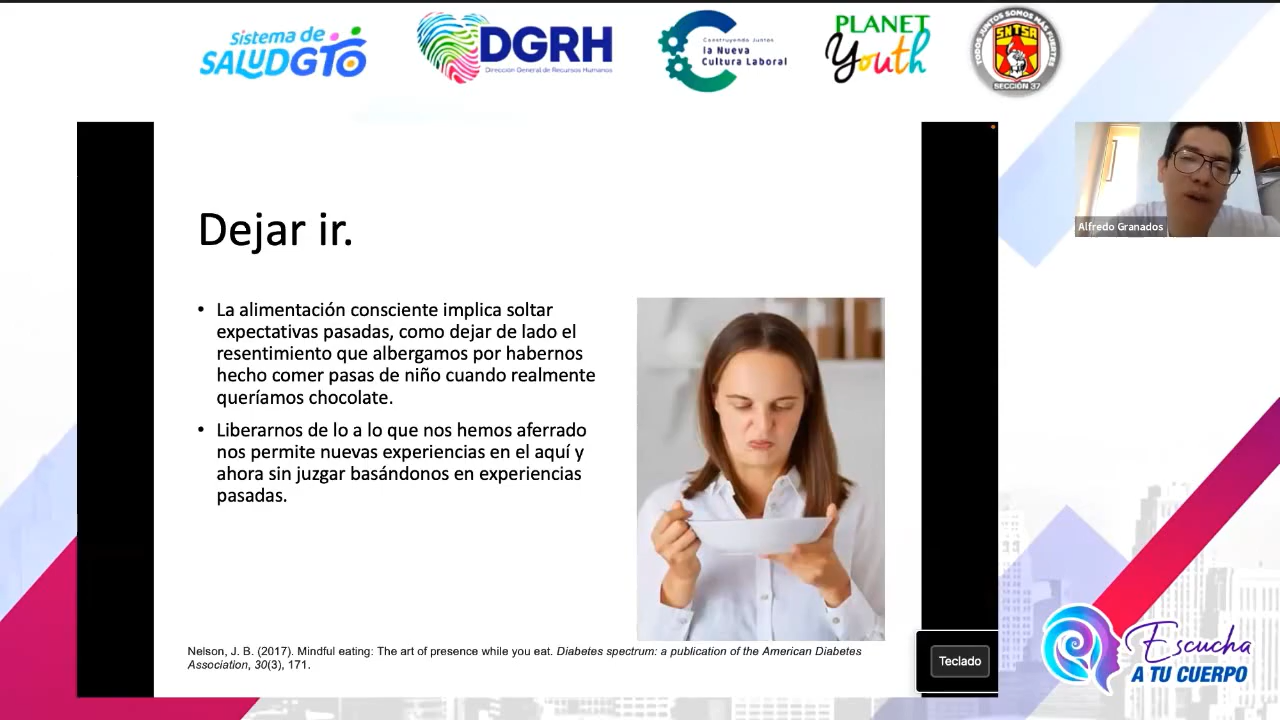 Sistema de
SALUDGTO
DGRH
Dirección General de Recursos Humanos
Construyendo Juntos
la Nueva
Cultura Laboral
PLANET
Youth
TODOS JUNTOS SOMOS MÁS FUERTES
SNTSA
SECCIÓN 37
Alfredo Granados
Dejar ir.
• La alimentación consciente implica soltar
expectativas pasadas, como dejar de lado el
resentimiento que albergamos por habernos
hecho comer pasas de niño cuando realmente
queríamos chocolate.
• Liberarnos de lo a lo que nos hemos aferrado
nos permite nuevas experiencias en el aquí y
ahora sin juzgar basándonos en experiencias
pasadas.
Nelson, J. B. (2017). Mindful eating: The art of presence while you eat. Diabetes spectrum: a publication of the American Diabetes
Association, 30(3), 171.
Teclado
Escucha
A TU CUERPO